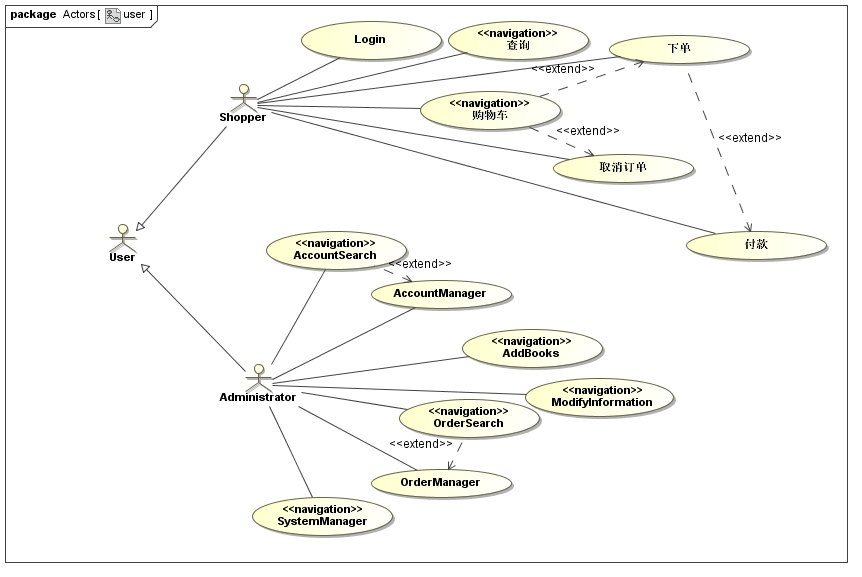 package Actors [ user ]
Login
<<navigation>>
查询
下单
<<extend>>
<<navigation>>
购物车
Shopper
<<extend>>
<<extend>>
取消订单
付款
User
<<navigation>>
AccountSearch
<<extend>>
AccountManager
<<navigation>>
AddBooks
Administrator
<<navigation>>
ModifyInformation
<<navigation>>
OrderSearch
<<extend>>
OrderManager
<<navigation>>
SystemManager